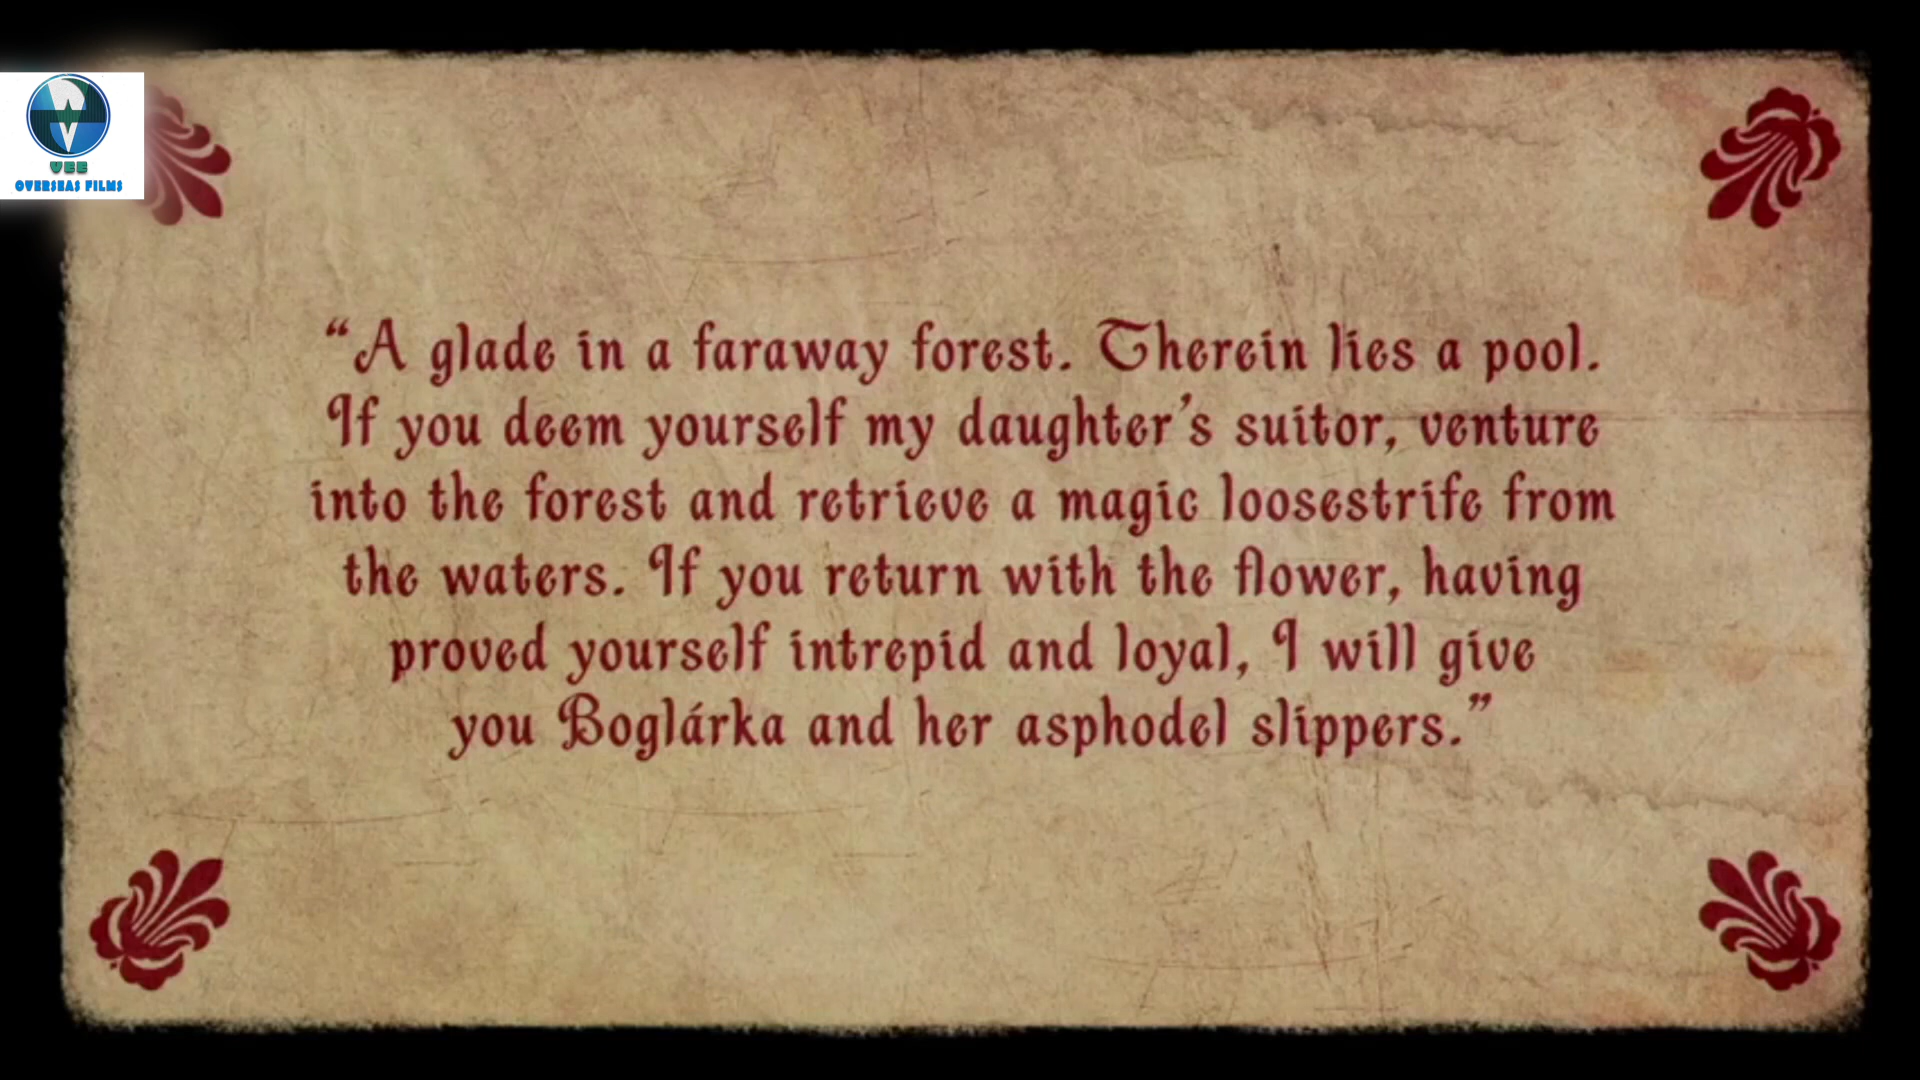 VEE
OVERSEAS FILMS
“A glade in a faraway forest. Therein lies a pool.
If you deem yourself my daughter’s suitor, venture
into the forest and retrieve a magic loosestrife from
the waters. If you return with the flower, having
proved yourself intrepid and loyal, I will give
you Boglárka and her asphodel slippers.”